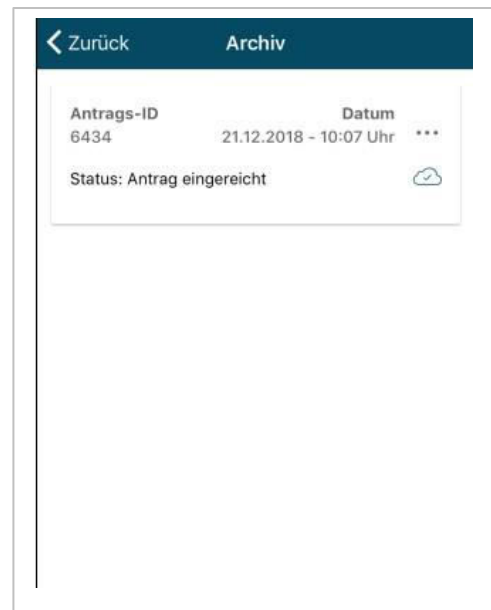 Zurück Archiv
Antrags-ID Datum
6434 21.12.2018 - 10:07 Uhr
Status: Antrag eingereicht